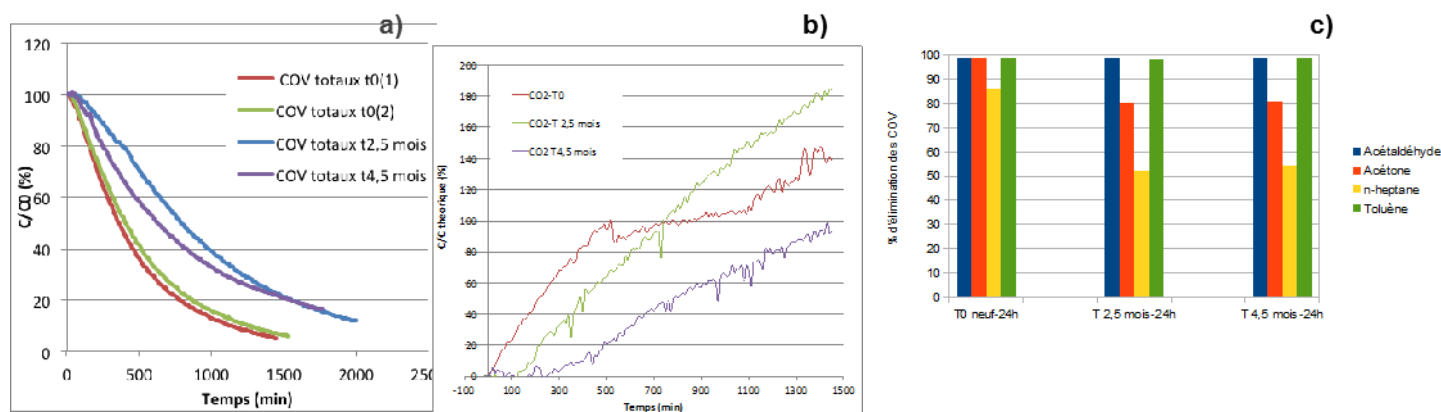 a)
120
100
80
60
40
20
0
C/C0 (%)
COV totaux t0(1)
COV totaux t0(2)
COV totaux t2,5 mois
COV totaux t4,5 mois
0 500 1000 1500 2000 250
Temps (min)
b)
200
180
160
140
120
100
80
60
40
20
0
C/C theorique (%)
CO2-T0
CO2-T 2,5 mois
CO2 T4,5 mois
-100 100 300 500 700 900 1100 1300 1500
Temps(min)
c)
100
90
80
70
60
50
40
30
20
10
0
% d'élimination des COV
T0 neuf-24h T 2,5 mois-24h T 4,5 mois-24h
Acétaldéhyde
Acétone
n-heptane
Toluène